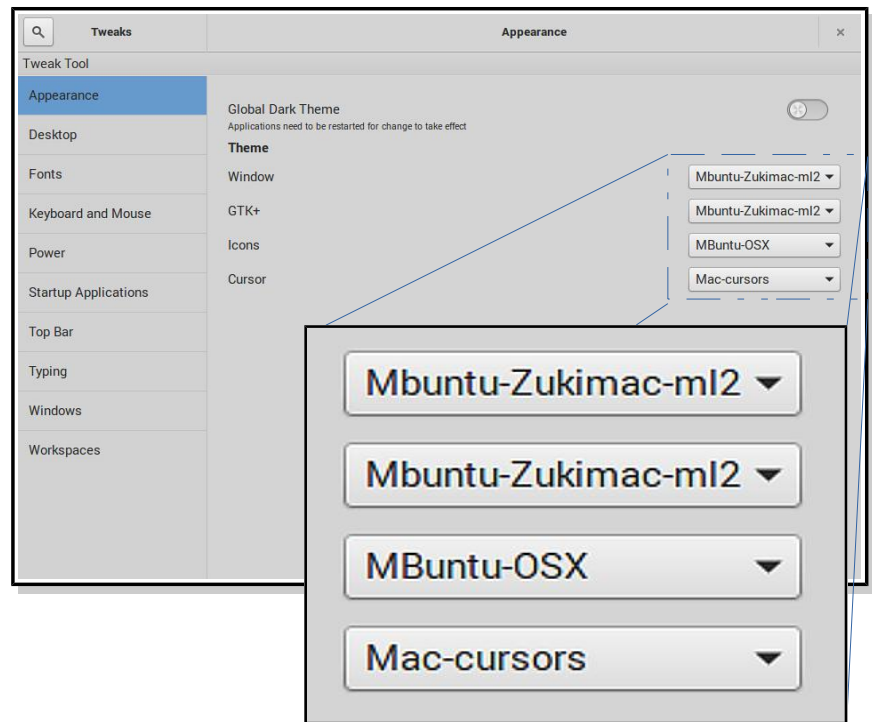 Tweaks
Appearance
Tweak Tool
Appearance
Desktop
Fonts
Keyboard and Mouse
Power
Startup Applications
Top Bar
Typing
Windows
Workspaces
Global Dark Theme
Applications need to be restarted for change to take effect
Theme
Window Mbuntu-Zukimac-ml2
GTK+ Mbuntu-Zukimac-ml2
Icons MBuntu-OSX
Cursor Mac-cursors
Mbuntu-Zukimac-ml2
Mbuntu-Zukimac-ml2
MBuntu-OSX
Mac-cursors